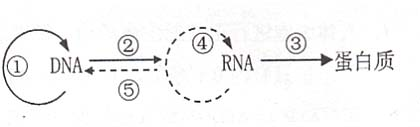 ① DNA ② ⑤ ④ RNA ③ 蛋白质